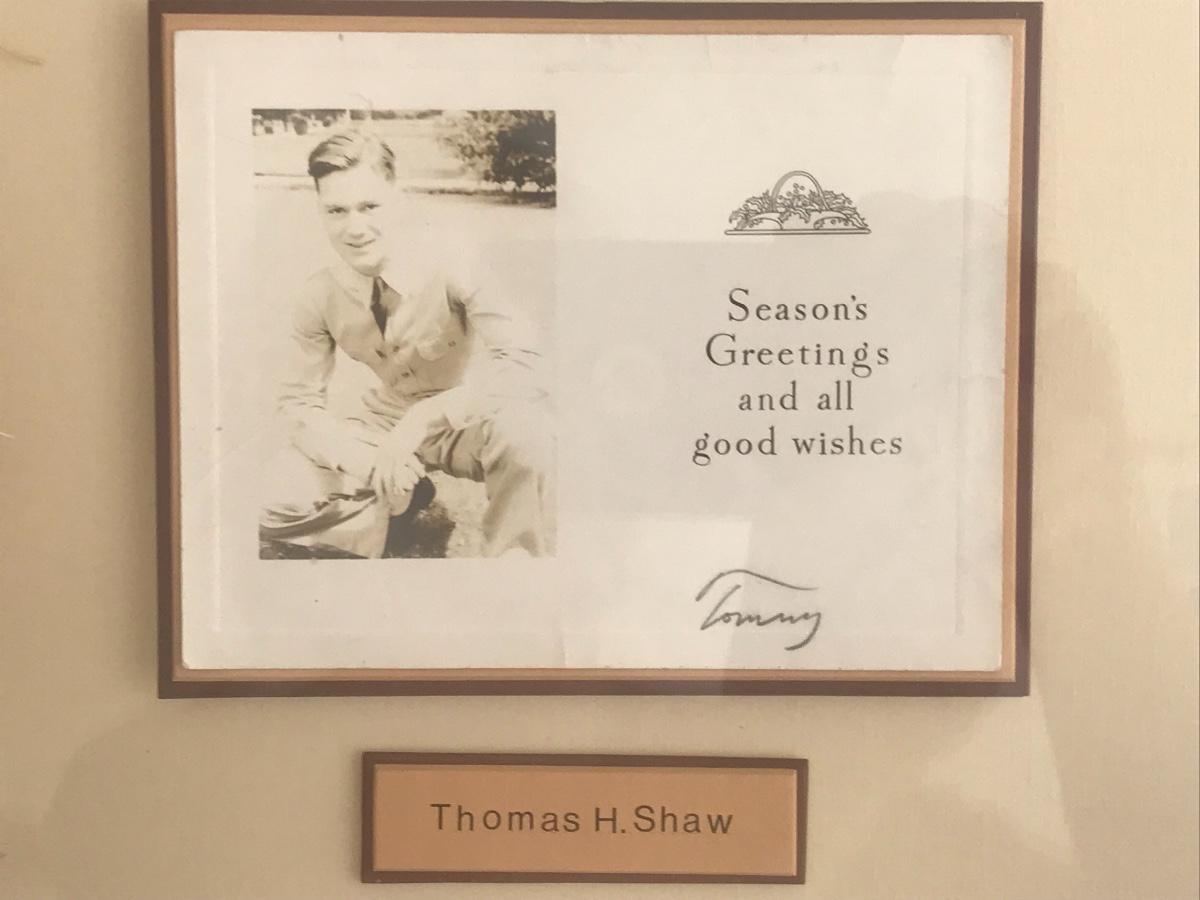 Season's
Greetings
and all
good wishes
Tommy
Thomas H. Shaw